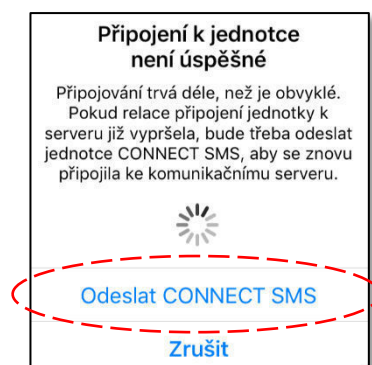 Připojení k jednotce
není úspěšné
Připojování trvá déle, než je obvyklé.
Pokud relace připojení jednotky k
serveru již vypršela, bude třeba odeslat
jednotce CONNECT SMS, aby se znovu
připojila ke komunikačnímu serveru.
Odeslat CONNECT SMS
Zrušit